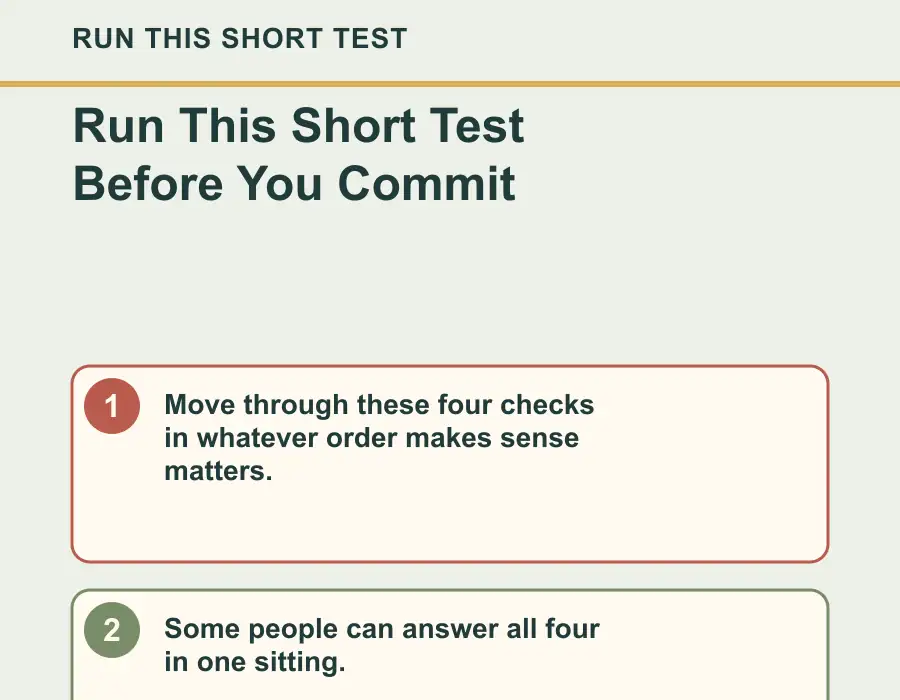 RUN THIS SHORT TEST
Run This Short Test
Before You Commit
1
Move through these four checks
in whatever order makes sense
matters.
2
Some people can answer all four
in one sitting.